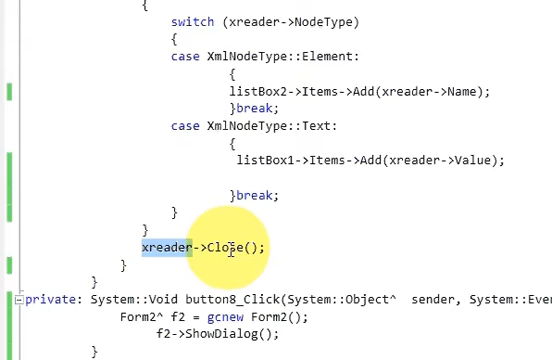 {
switch (xreader->NodeType)
{
case XmlNodeType::Element:
{
listBox2->Items->Add(xreader->Name);
}break;
case XmlNodeType::Text:
{
listBox1->Items->Add(xreader->Value);
}break;
}
}
xreader->Close();
}
}
private: System::Void button8_Click(System::Object^  sender, System::Eve
Form2^ f2 = gcnew Form2();
f2->ShowDialog();
}